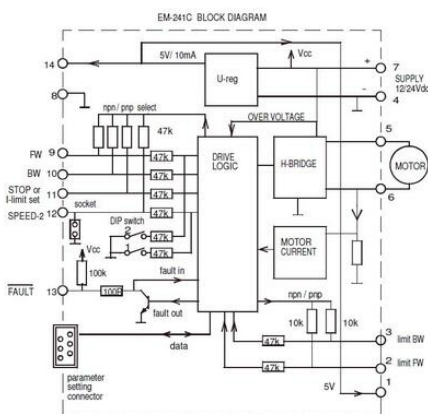 EM-241C BLOCK DIAGRAM
14
5V/ 10mA
U-reg
Vcc
+
7
SUPPLY
12/24Vdc
-
4
8
npn / pnp select
47k
OVER VOLTAGE
FW
9
47k
BW
10
47k
STOP or
I-limit set
11
47k
SPEED-2
12
47k
socket
DRIVE
LOGIC
H-BRIDGE
5
MOTOR
6
DIP switch
2
47k
1
47k
MOTOR
CURRENT
Vcc
100k
fault in
FAULT
13
100R
fault out
npn / pnp
10k
10k
data
47k
3
limit BW
47k
2
limit FW
parameter
setting
connector
5V
1